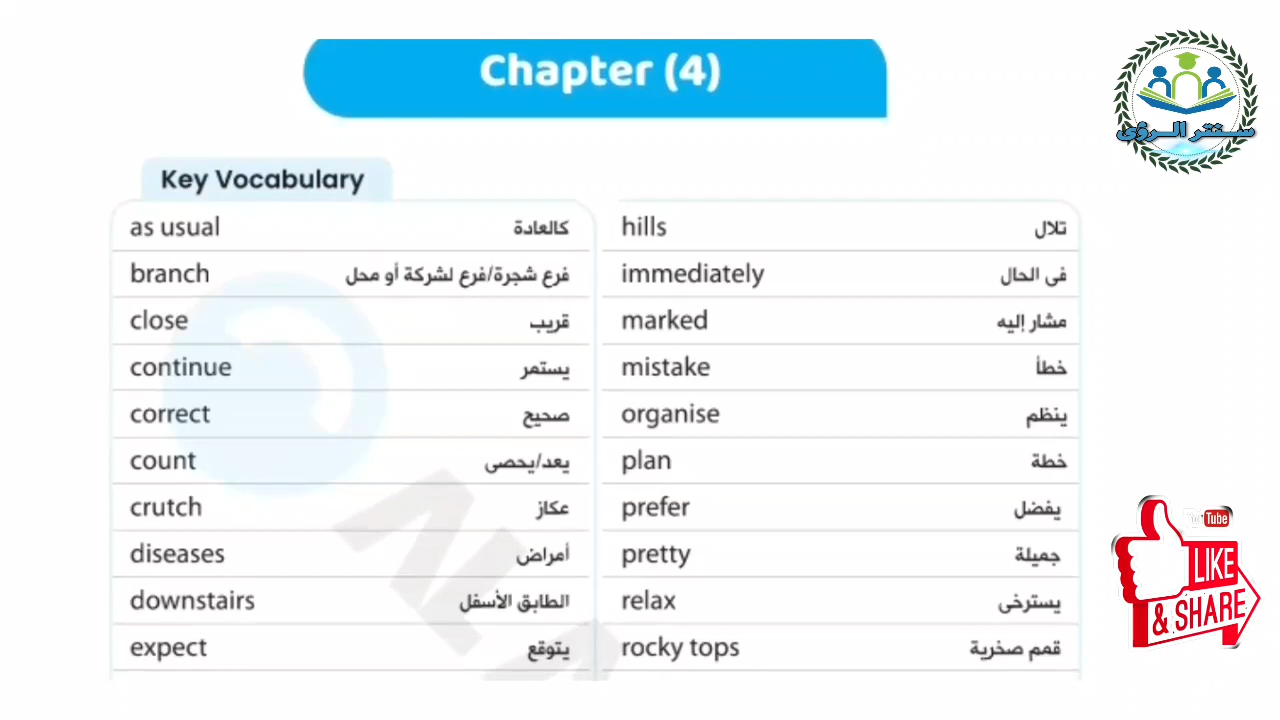 Chapter (4)
سنتر الرؤى
Key Vocabulary
as usual كالعادة
branch فرع شجرة/فرع لشركة أو محل
close قريب
continue يستمر
correct صحيح
count يعد/يحصى
crutch عكاز
diseases أمراض
downstairs الطابق الأسفل
expect يتوقع
hills تلال
immediately فى الحال
marked مشار إليه
mistake خطأ
organise ينظم
plan خطة
prefer يفضل
pretty جميلة
relax يسترخى
rocky tops قمم صخرية
YouTube
LIKE
& SHARE